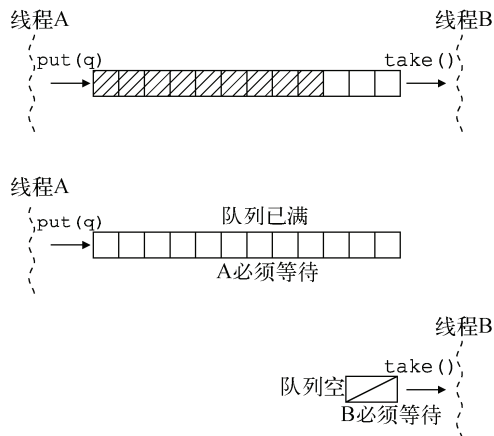 线程A
线程B
put(q)
take()
线程A
put(q)
队列已满
A必须等待
线程B
take()
队列空
B必须等待